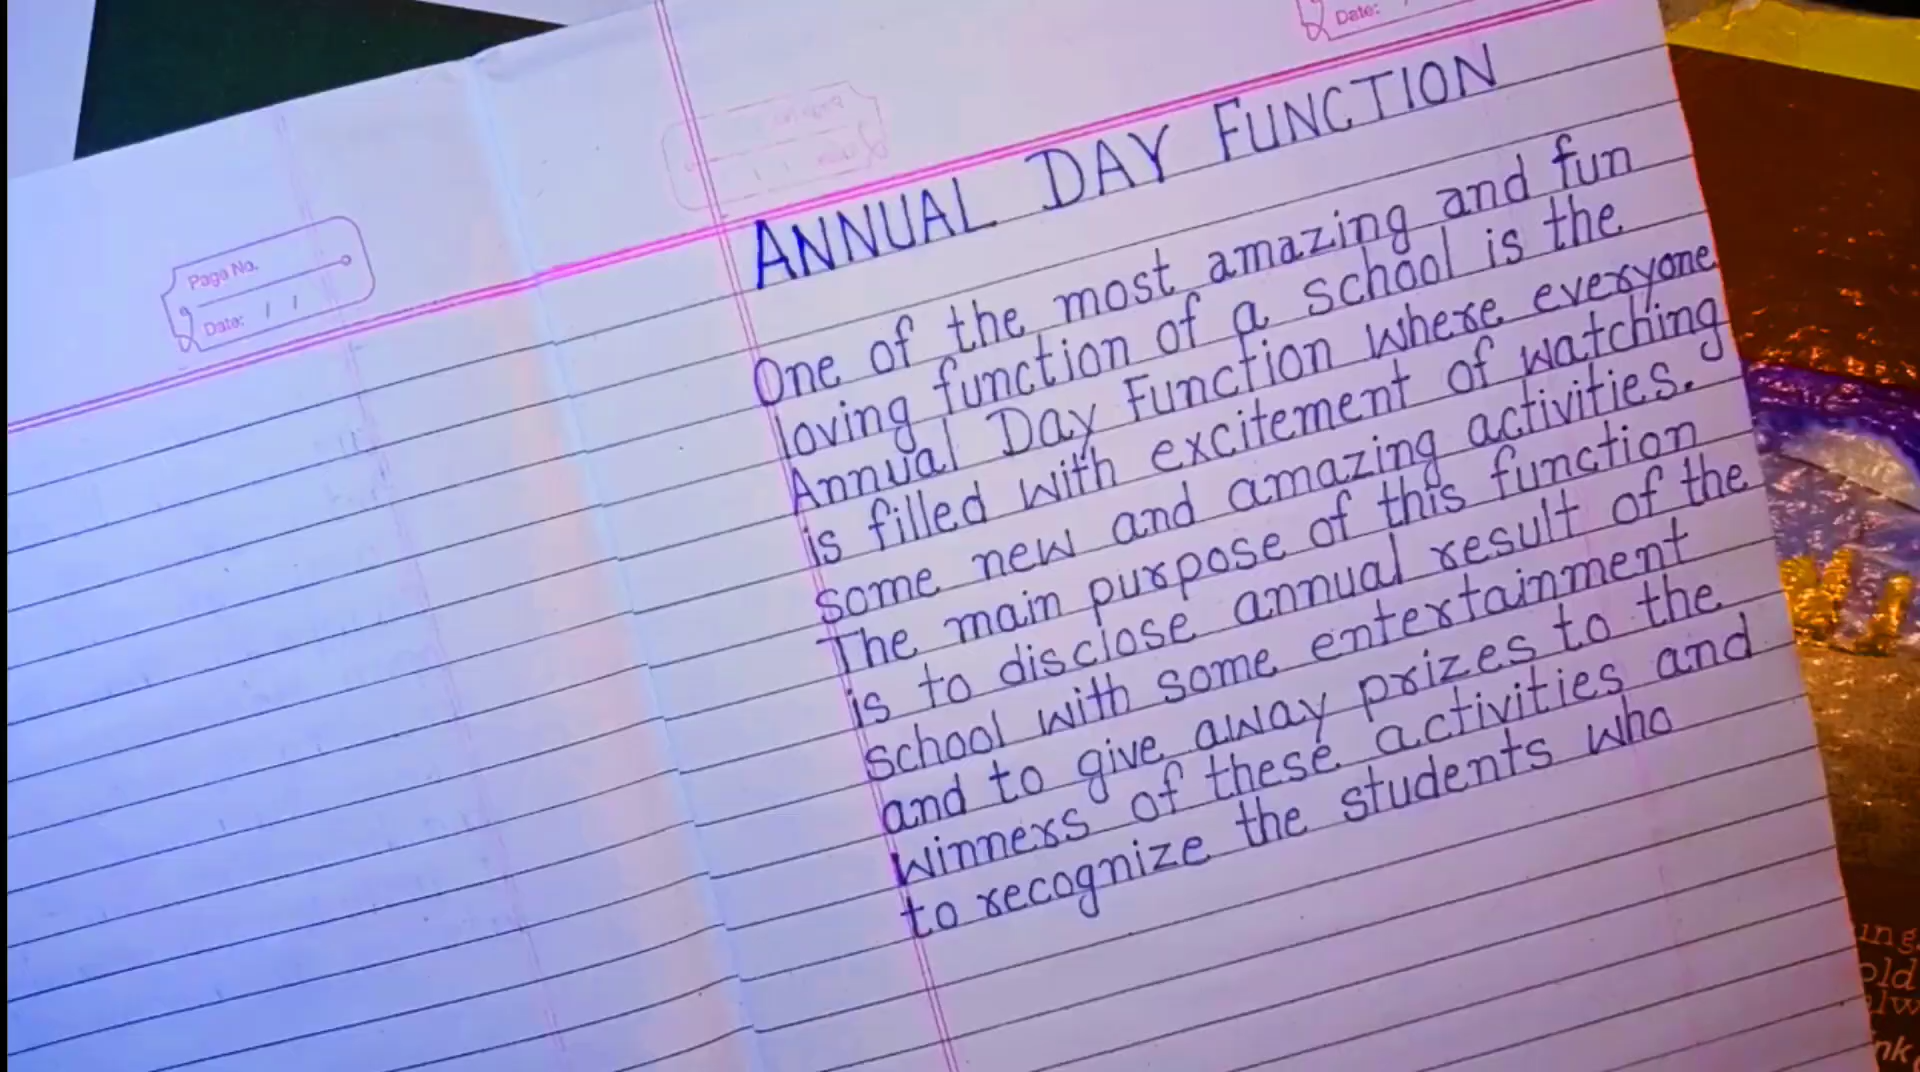 Date: /
Page No.
Date: / /
ANNUAL DAY FUNCTION
One of the most amazing and fun
loving function of a school is the
Annual Day Function where everyone
is filled with excitement of watching
some new and amazing activities.
The main purpose of this function
is to disclose annual result of the
school with some entertainment
and to give away prizes to the
winners of these activities and
to recognize the students who